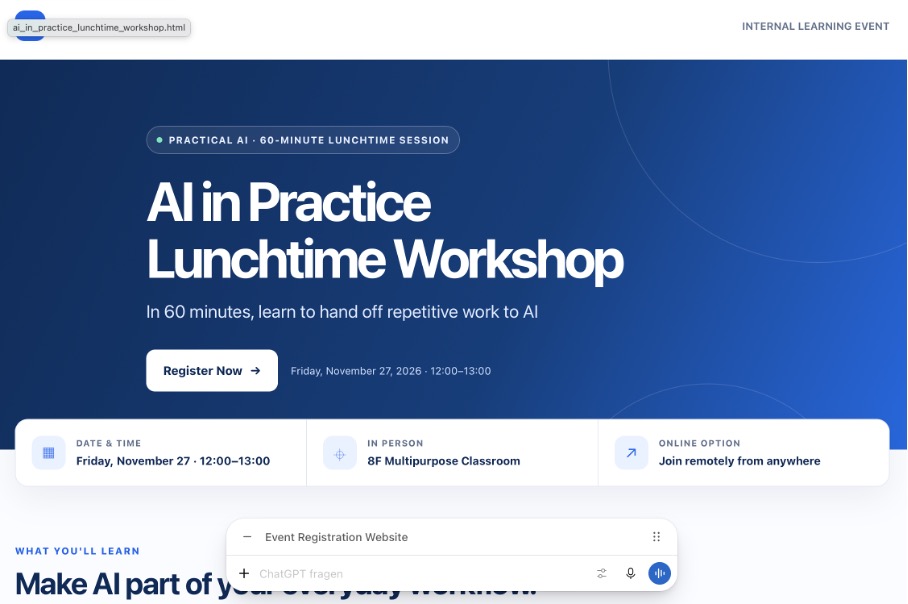 ai_in_practice_lunchtime_workshop.html
INTERNAL LEARNING EVENT
PRACTICAL AI · 60-MINUTE LUNCHTIME SESSION
AI in Practice
Lunchtime Workshop
In 60 minutes, learn to hand off repetitive work to AI
Register Now →
Friday, November 27, 2026 · 12:00–13:00
DATE & TIME
Friday, November 27 · 12:00–13:00
IN PERSON
8F Multipurpose Classroom
ONLINE OPTION
Join remotely from anywhere
Event Registration Website
ChatGPT fragen
WHAT YOU'LL LEARN
Make AI part of your everyday workflow.